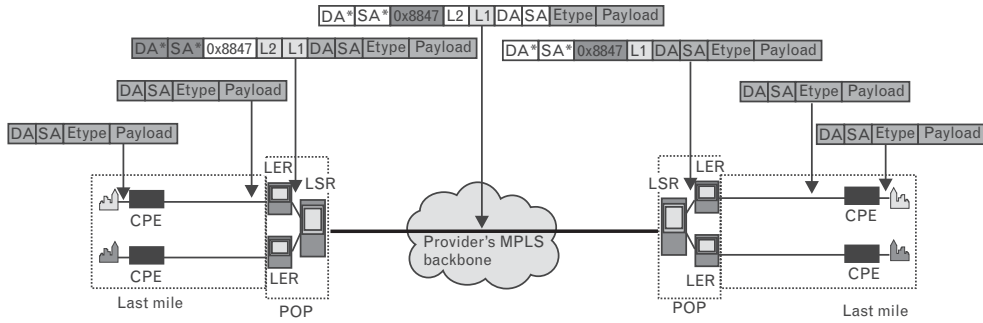 DA* SA* 0x8847 L2 L1 DA SA Etype Payload
DA* SA* 0x8847 L2 L1 DA SA Etype Payload
DA* SA* 0x8847 L1 DA SA Etype Payload
DA SA Etype Payload
DA SA Etype Payload
DA SA Etype Payload
DA SA Etype Payload
LER
LSR
LER
LSR
CPE
CPE
Provider's MPLS
backbone
CPE
CPE
LER
LER
Last mile
POP
POP
Last mile